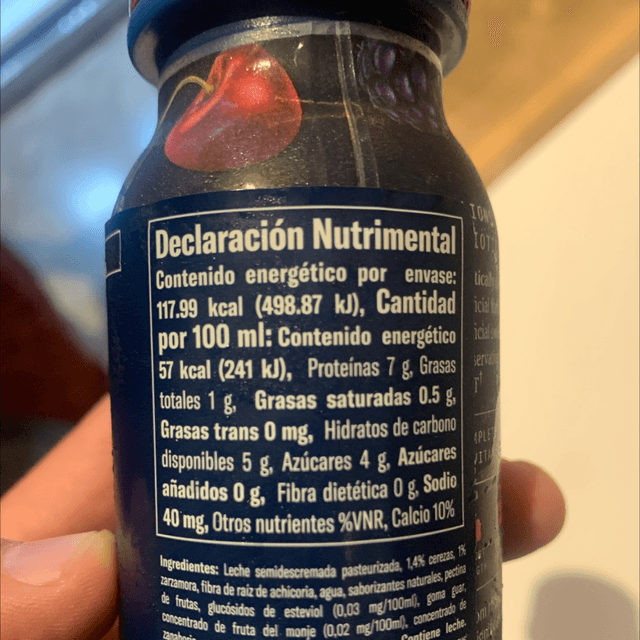 Declaración Nutrimental
Contenido energético por envase:
117.99 kcal (498.87 kJ), Cantidad
por 100 ml: Contenido energético
57 kcal (241 kJ), Proteínas 7 g, Grasas
totales 1 g, Grasas saturadas 0.5 g,
Grasas trans 0 mg, Hidratos de carbono
disponibles 5 g, Azúcares 4 g, Azúcares
añadidos 0 g, Fibra dietética 0 g, Sodio
40 mg, Otros nutrientes %VNR, Calcio 10%
Ingredientes: Leche semidescremada pasteurizada, 1,4% cerezas, 1%
zarzamora, fibra de raíz de achicoria, agua, saborizantes naturales, pectina
de frutas, glucósidos de esteviol (0,03 mg/100ml), goma guar,
concentrado de fruta del monje (0,02 mg/100ml), concentrado de
zanahoria Contiene leche.